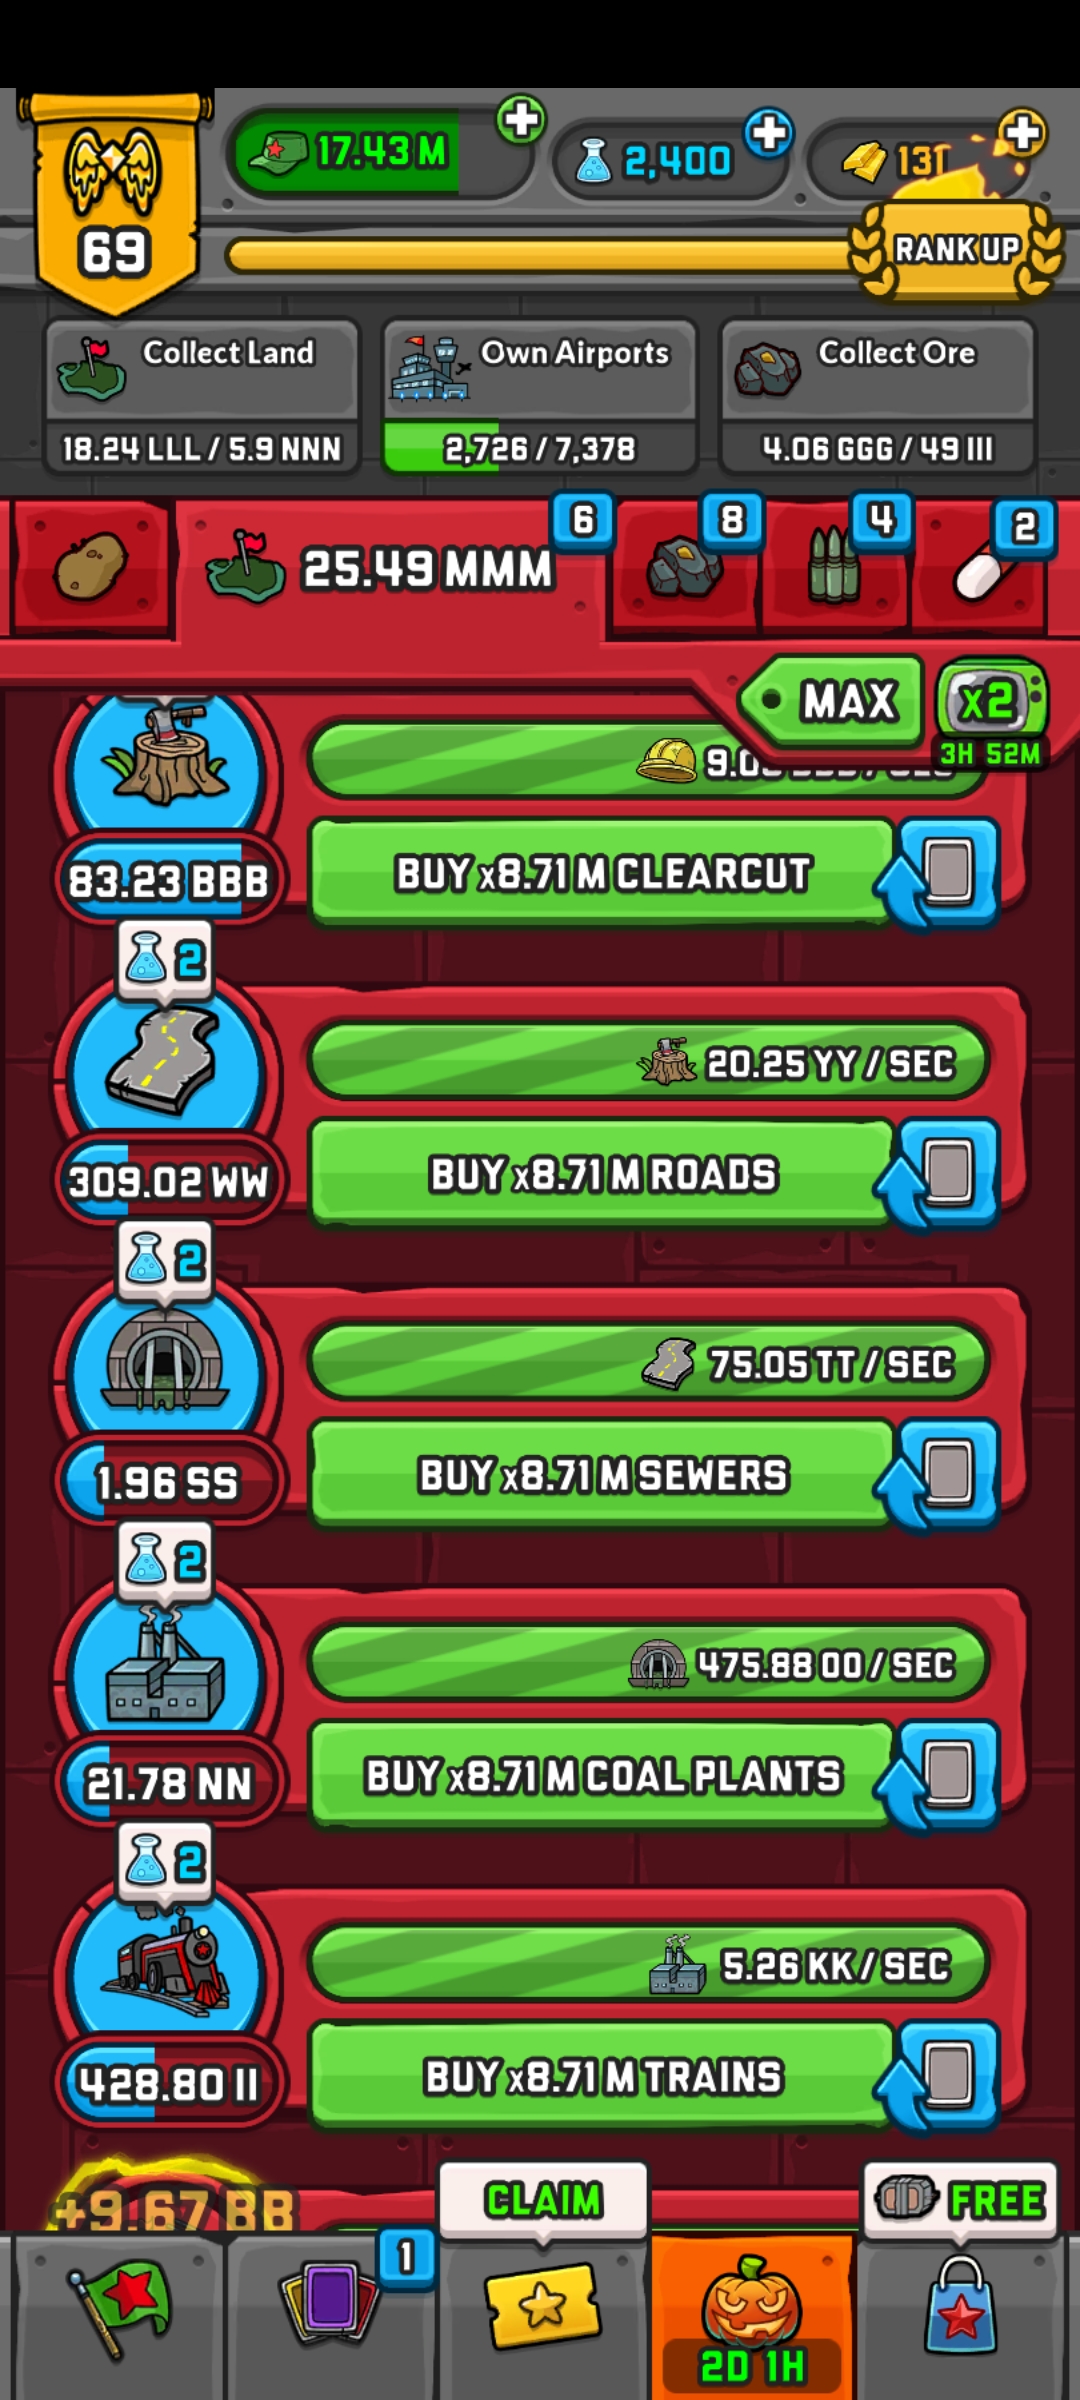 17.43 M
2,400
131
69
RANK UP
Collect Land
Own Airports
Collect Ore
18.24 LLL / 5.9 NNN
2,726 / 7,378
4.06 GGG / 49 III
6
8
4
2
25.49 MMM
MAX
x2
3H 52M
83.23 BBB
BUY x8.71 M CLEARCUT
2
20.25 YY / SEC
309.02 WW
BUY x8.71 M ROADS
2
75.05 TT / SEC
1.96 SS
BUY x8.71 M SEWERS
2
475.88 OO / SEC
21.78 NN
BUY x8.71 M COAL PLANTS
2
5.26 KK / SEC
428.80 II
BUY x8.71 M TRAINS
+9.67 BB
CLAIM
FREE
1
2D 1H